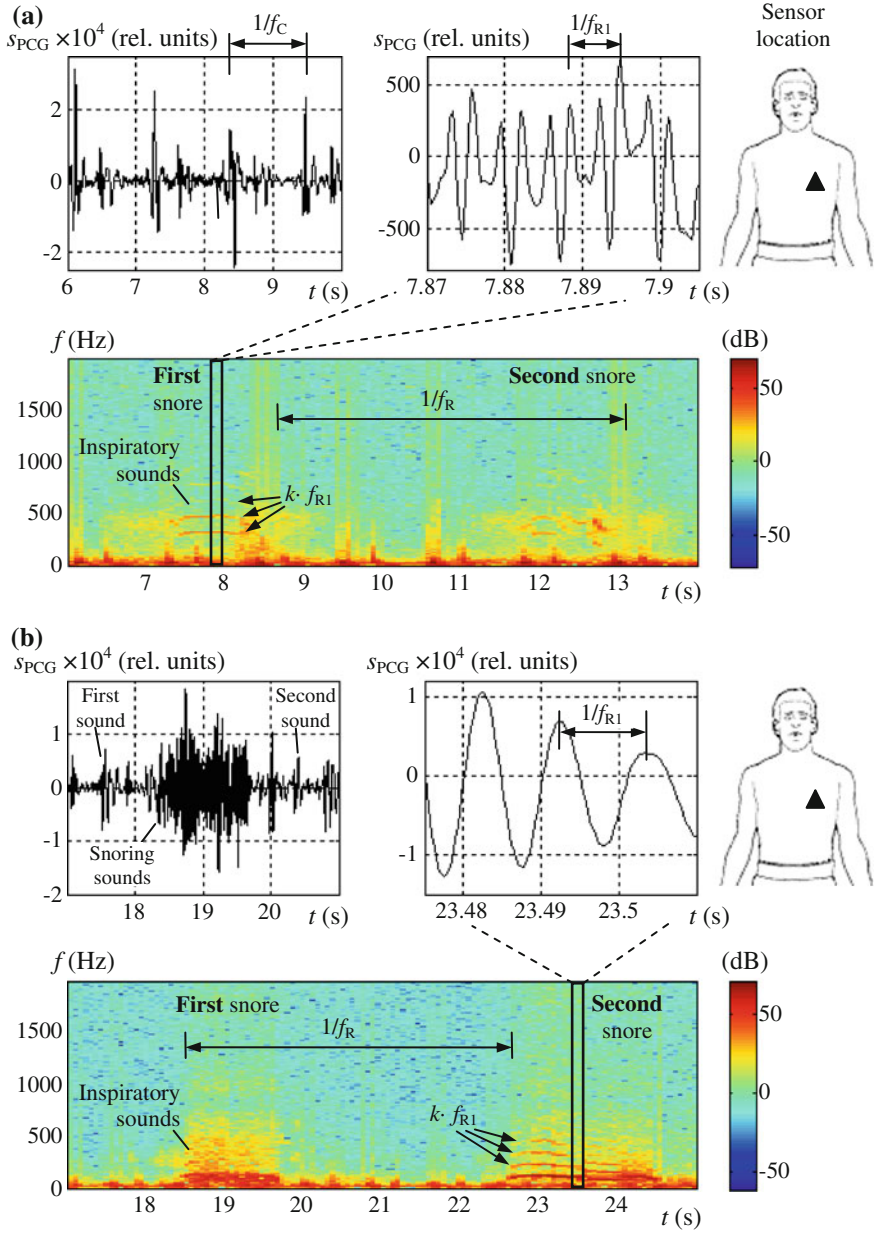 (a)
s_PCG ×10^4 (rel. units)
1/f_C
s_PCG (rel. units)
1/f_R1
Sensor
location
2
0
-2
6 7 8 9 t (s)
500
0
-500
7.87 7.88 7.89 7.9 t (s)
f (Hz)
1500
1000
500
0
First
snore
Second snore
1/f_R
Inspiratory
sounds
k· f_R1
7 8 9 10 11 12 13 t (s)
(dB)
50
0
-50
(b)
s_PCG ×10^4 (rel. units)
s_PCG ×10^4 (rel. units)
First
sound
Second
sound
Snoring
sounds
1
0
-1
-2
18 19 20 t (s)
1/f_R1
1
0
-1
23.48 23.49 23.5 t (s)
f (Hz)
1500
1000
500
0
First snore
Second
snore
1/f_R
Inspiratory
sounds
k· f_R1
18 19 20 21 22 23 24 t (s)
(dB)
50
0
-50